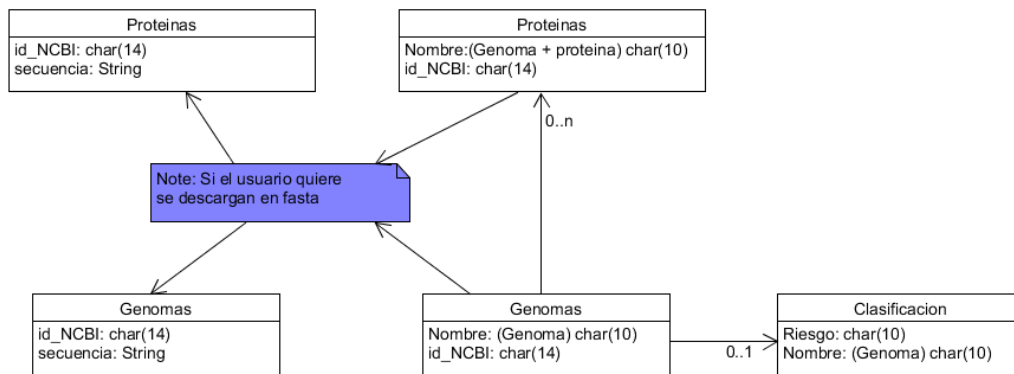 Proteinas
id_NCBI: char(14)
secuencia: String
Proteinas
Nombre:(Genoma + proteina) char(10)
id_NCBI: char(14)
0..n
Note: Si el usuario quiere
se descargan en fasta
Genomas
id_NCBI: char(14)
secuencia: String
Genomas
Nombre: (Genoma) char(10)
id_NCBI: char(14)
0..1
Clasificacion
Riesgo: char(10)
Nombre: (Genoma) char(10)